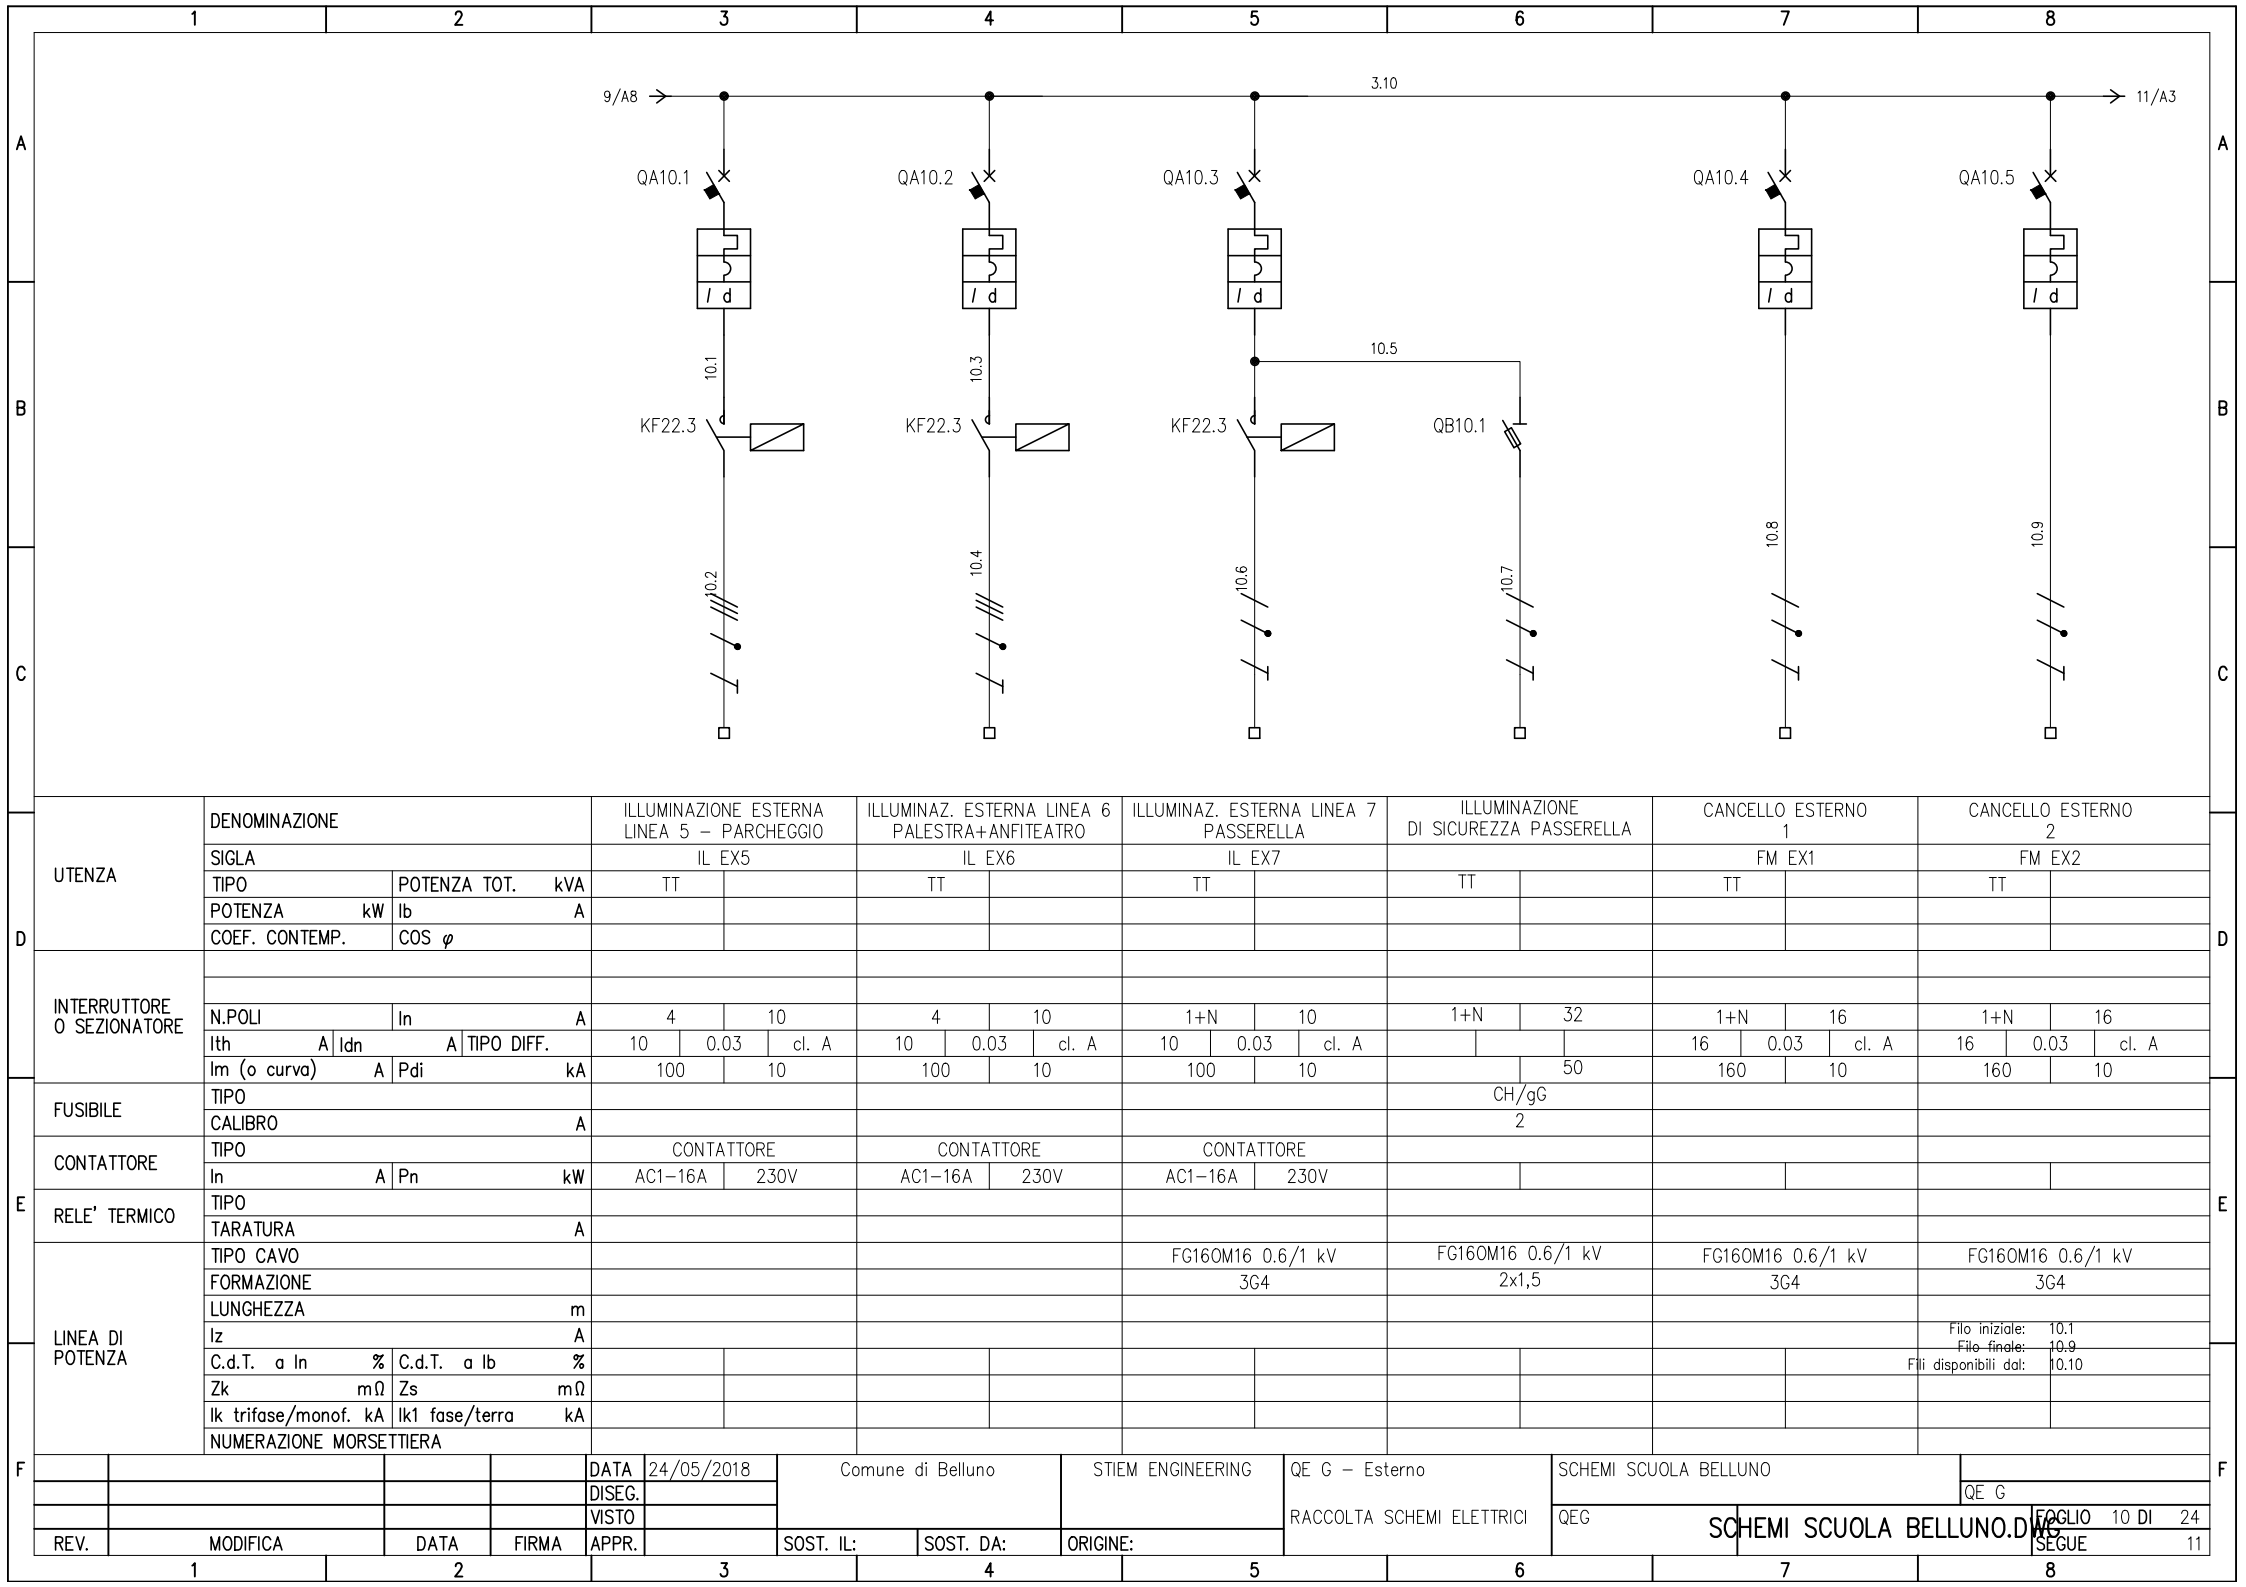 1 2 3 4 5 6 7 8
9/A8 3.10 11/A3
A A
QA10.1 QA10.2 QA10.3 QA10.4 QA10.5
I d I d I d I d I d
10.5
10.1 10.3
B B
KF22.3 KF22.3 KF22.3 QB10.1
10.8 10.9
10.2 10.4 10.6 10.7
C C
UTENZA
DENOMINAZIONE
ILLUMINAZIONE ESTERNA
LINEA 5 – PARCHEGGIO
ILLUMINAZ. ESTERNA LINEA 6
PALESTRA+ANFITEATRO
ILLUMINAZ. ESTERNA LINEA 7
PASSERELLA
ILLUMINAZIONE
DI SICUREZZA PASSERELLA
CANCELLO ESTERNO
1
CANCELLO ESTERNO
2
SIGLA IL EX5 IL EX6 IL EX7 FM EX1 FM EX2
TIPO POTENZA TOT. kVA TT TT TT TT TT TT
POTENZA kW Ib A
COEF. CONTEMP. COS φ
D D
INTERRUTTORE
O SEZIONATORE
N.POLI In A 4 10 4 10 1+N 10 1+N 32 1+N 16 1+N 16
Ith A Idn A TIPO DIFF. 10 0.03 cl. A 10 0.03 cl. A 10 0.03 cl. A 16 0.03 cl. A 16 0.03 cl. A
Im (o curva) A Pdi kA 100 10 100 10 100 10 50 160 10 160 10
FUSIBILE
TIPO CH/gG
CALIBRO A 2
CONTATTORE
TIPO CONTATTORE CONTATTORE CONTATTORE
In A Pn kW AC1–16A 230V AC1–16A 230V AC1–16A 230V
E E
RELE' TERMICO
TIPO
TARATURA A
LINEA DI
POTENZA
TIPO CAVO FG16OM16 0.6/1 kV FG16OM16 0.6/1 kV FG16OM16 0.6/1 kV FG16OM16 0.6/1 kV
FORMAZIONE 3G4 2x1,5 3G4 3G4
LUNGHEZZA m
Iz A
Filo iniziale: 10.1
Filo finale: 10.9
Fili disponibili dal: 10.10
C.d.T. a In % C.d.T. a Ib %
Zk mΩ Zs mΩ
Ik trifase/monof. kA Ik1 fase/terra kA
NUMERAZIONE MORSETTIERA
F F
DATA 24/05/2018 Comune di Belluno STIEM ENGINEERING QE G – Esterno SCHEMI SCUOLA BELLUNO
DISEG. QE G
VISTO RACCOLTA SCHEMI ELETTRICI QEG SCHEMI SCUOLA BELLUNO.DWG FOGLIO 10 DI 24
REV. MODIFICA DATA FIRMA APPR. SOST. IL: SOST. DA: ORIGINE: SEGUE 11
1 2 3 4 5 6 7 8